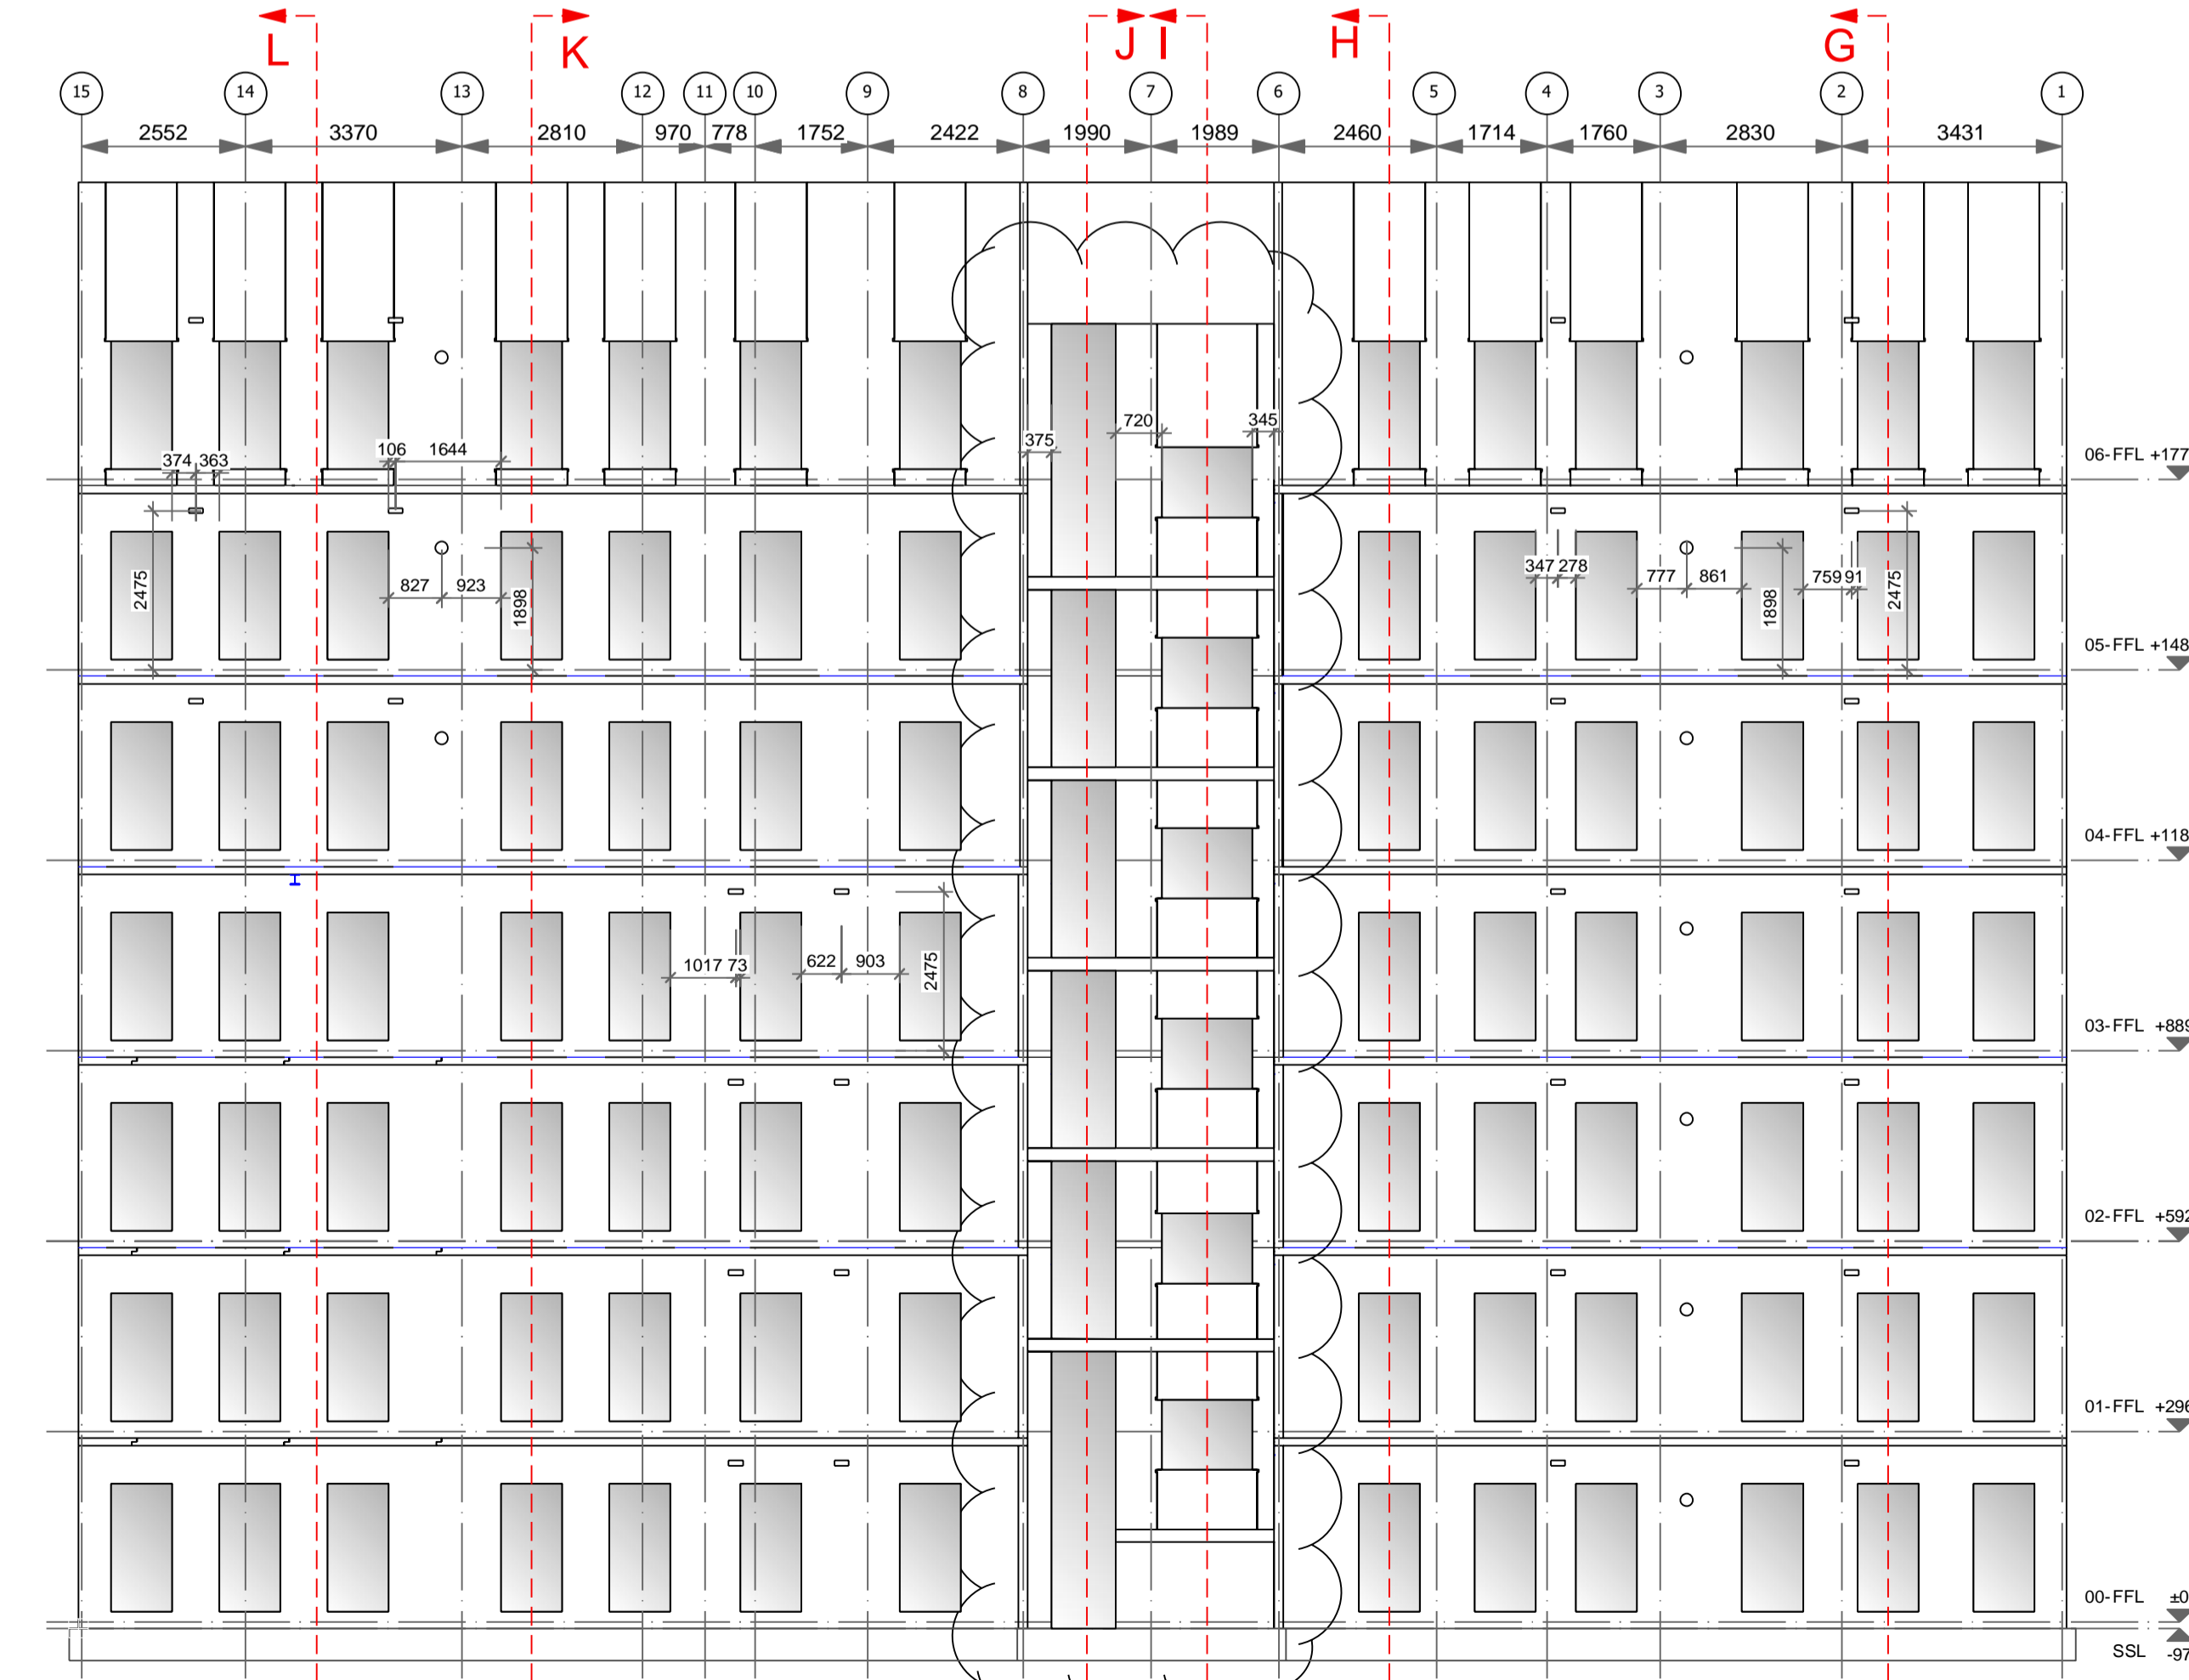 L K J I H G
15 14 13 12 11 10 9 8 7 6 5 4 3 2 1
2552 3370 2810 970 778 1752 2422 1990 1989 2460 1714 1760 2830 3431
375 720 345
374 363 106 1644
06-FFL +177
2475 827 923 1898 347 278 777 861 1898 759 91 2475
05-FFL +148
04-FFL +118
1017 73 622 903 2475
03-FFL +889
02-FFL +592
01-FFL +296
00-FFL ±0
SSL -97